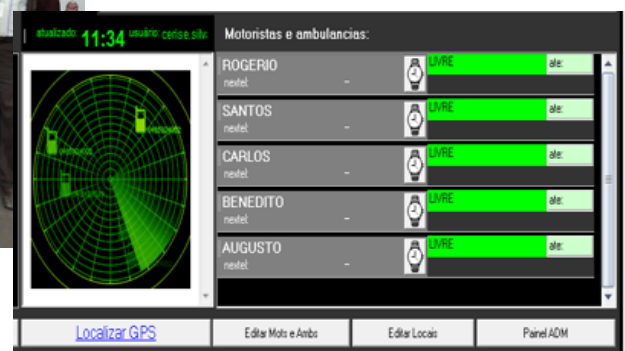 atualizado: 11:34 usuário: cerise.silv
Motoristas e ambulancias:
ROGERIO
nextel: -
LIVRE ate:
SANTOS
nextel: -
LIVRE ate:
CARLOS
nextel: -
LIVRE ate:
BENEDITO
nextel: -
LIVRE ate:
AUGUSTO
nextel: -
LIVRE ate:
Localizar GPS
Editar Mots e Ambs
Editar Locais
Painel ADM